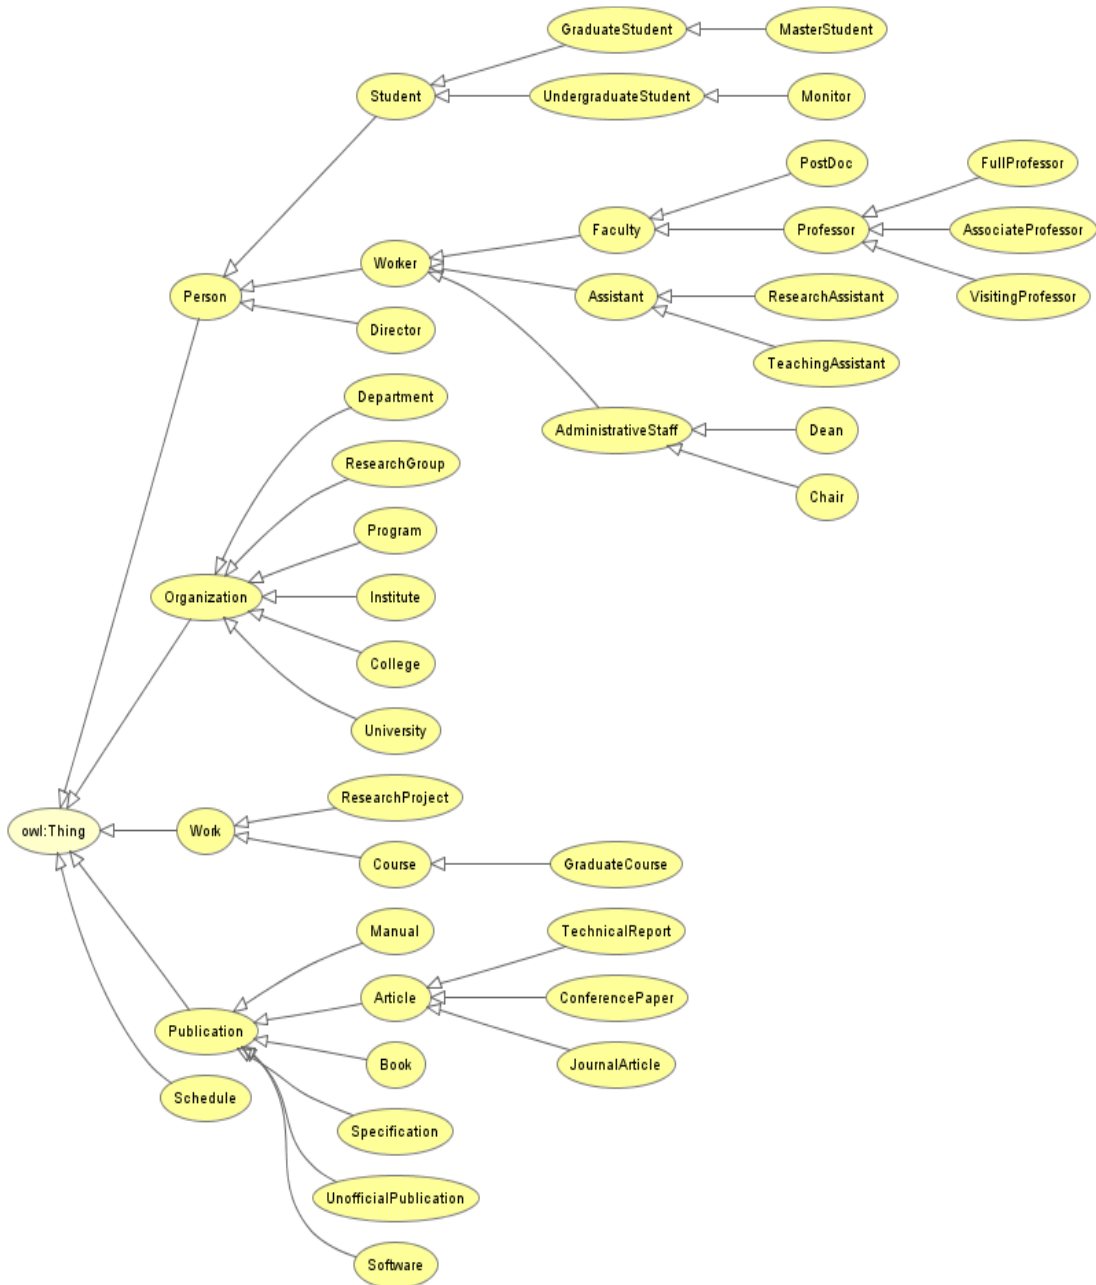 GraduateStudent
MasterStudent
Student
UndergraduateStudent
Monitor
PostDoc
FullProfessor
Faculty
Professor
AssociateProfessor
Worker
Person
Assistant
ResearchAssistant
VisitingProfessor
Director
TeachingAssistant
Department
AdministrativeStaff
Dean
ResearchGroup
Chair
Program
Organization
Institute
College
University
ResearchProject
owl:Thing
Work
Course
GraduateCourse
Manual
TechnicalReport
Article
ConferencePaper
Publication
Book
JournalArticle
Schedule
Specification
UnofficialPublication
Software